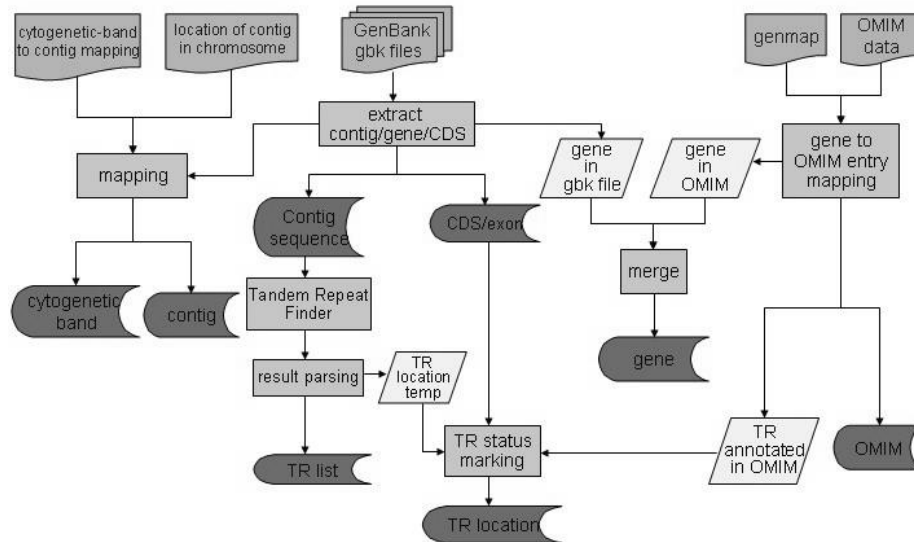 cytogenetic-band
to contig mapping
location of contig
in chromosome
GenBank
gbk files
genmap
OMIM
data
extract
contig/gene/CDS
mapping
gene
in
gbk file
gene
in
OMIM
gene to
OMIM entry
mapping
Contig
sequence
CDS/exon
merge
cytogenetic
band
contig
Tandem Repeat
Finder
gene
result parsing
TR
location
temp
TR list
TR status
marking
TR
annotated
in OMIM
OMIM
TR location